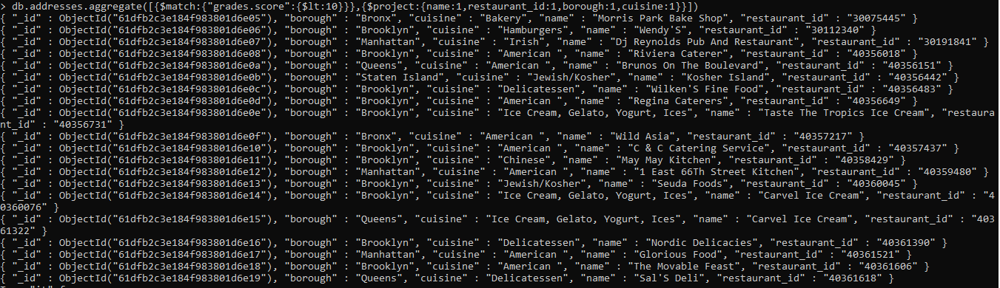 > db.addresses.aggregate([{$match:{"grades.score":{$lt:10}}},{$project:{name:1,restaurant_id:1,borough:1,cuisine:1}}])
{ "_id" : ObjectId("61dfb2c3e184f983801d6e05"), "borough" : "Bronx", "cuisine" : "Bakery", "name" : "Morris Park Bake Shop", "restaurant_id" : "30075445" }
{ "_id" : ObjectId("61dfb2c3e184f983801d6e06"), "borough" : "Brooklyn", "cuisine" : "Hamburgers", "name" : "Wendy'S", "restaurant_id" : "30112340" }
{ "_id" : ObjectId("61dfb2c3e184f983801d6e07"), "borough" : "Manhattan", "cuisine" : "Irish", "name" : "Dj Reynolds Pub And Restaurant", "restaurant_id" : "30191841" }
{ "_id" : ObjectId("61dfb2c3e184f983801d6e08"), "borough" : "Brooklyn", "cuisine" : "American ", "name" : "Riviera Caterer", "restaurant_id" : "40356018" }
{ "_id" : ObjectId("61dfb2c3e184f983801d6e0a"), "borough" : "Queens", "cuisine" : "American ", "name" : "Brunos On The Boulevard", "restaurant_id" : "40356151" }
{ "_id" : ObjectId("61dfb2c3e184f983801d6e0b"), "borough" : "Staten Island", "cuisine" : "Jewish/Kosher", "name" : "Kosher Island", "restaurant_id" : "40356442" }
{ "_id" : ObjectId("61dfb2c3e184f983801d6e0c"), "borough" : "Brooklyn", "cuisine" : "Delicatessen", "name" : "Wilken'S Fine Food", "restaurant_id" : "40356483" }
{ "_id" : ObjectId("61dfb2c3e184f983801d6e0d"), "borough" : "Brooklyn", "cuisine" : "American ", "name" : "Regina Caterers", "restaurant_id" : "40356649" }
{ "_id" : ObjectId("61dfb2c3e184f983801d6e0e"), "borough" : "Brooklyn", "cuisine" : "Ice Cream, Gelato, Yogurt, Ices", "name" : "Taste The Tropics Ice Cream", "restaura
nt_id" : "40356731" }
{ "_id" : ObjectId("61dfb2c3e184f983801d6e0f"), "borough" : "Bronx", "cuisine" : "American ", "name" : "Wild Asia", "restaurant_id" : "40357217" }
{ "_id" : ObjectId("61dfb2c3e184f983801d6e10"), "borough" : "Brooklyn", "cuisine" : "American ", "name" : "C & C Catering Service", "restaurant_id" : "40357437" }
{ "_id" : ObjectId("61dfb2c3e184f983801d6e11"), "borough" : "Brooklyn", "cuisine" : "Chinese", "name" : "May May Kitchen", "restaurant_id" : "40358429" }
{ "_id" : ObjectId("61dfb2c3e184f983801d6e12"), "borough" : "Manhattan", "cuisine" : "American ", "name" : "1 East 66Th Street Kitchen", "restaurant_id" : "40359480" }
{ "_id" : ObjectId("61dfb2c3e184f983801d6e13"), "borough" : "Brooklyn", "cuisine" : "Jewish/Kosher", "name" : "Seuda Foods", "restaurant_id" : "40360045" }
{ "_id" : ObjectId("61dfb2c3e184f983801d6e14"), "borough" : "Brooklyn", "cuisine" : "Ice Cream, Gelato, Yogurt, Ices", "name" : "Carvel Ice Cream", "restaurant_id" : "4
0360076" }
{ "_id" : ObjectId("61dfb2c3e184f983801d6e15"), "borough" : "Queens", "cuisine" : "Ice Cream, Gelato, Yogurt, Ices", "name" : "Carvel Ice Cream", "restaurant_id" : "403
61322" }
{ "_id" : ObjectId("61dfb2c3e184f983801d6e16"), "borough" : "Brooklyn", "cuisine" : "Delicatessen", "name" : "Nordic Delicacies", "restaurant_id" : "40361390" }
{ "_id" : ObjectId("61dfb2c3e184f983801d6e17"), "borough" : "Manhattan", "cuisine" : "American ", "name" : "Glorious Food", "restaurant_id" : "40361521" }
{ "_id" : ObjectId("61dfb2c3e184f983801d6e18"), "borough" : "Brooklyn", "cuisine" : "American ", "name" : "The Movable Feast", "restaurant_id" : "40361606" }
{ "_id" : ObjectId("61dfb2c3e184f983801d6e19"), "borough" : "Queens", "cuisine" : "Delicatessen", "name" : "Sal'S Deli", "restaurant_id" : "40361618" }